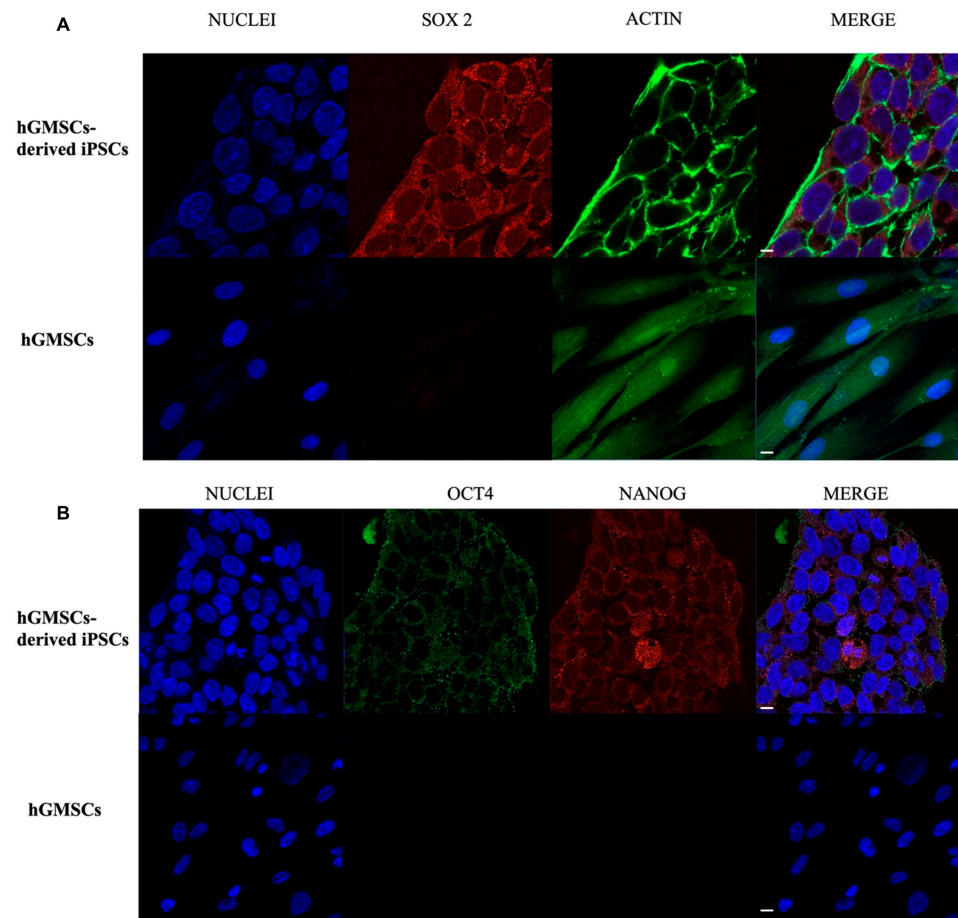 A
NUCLEI
SOX 2
ACTIN
MERGE
hGMSCs-
derived iPSCs
hGMSCs
B
NUCLEI
OCT4
NANOG
MERGE
hGMSCs-
derived iPSCs
hGMSCs